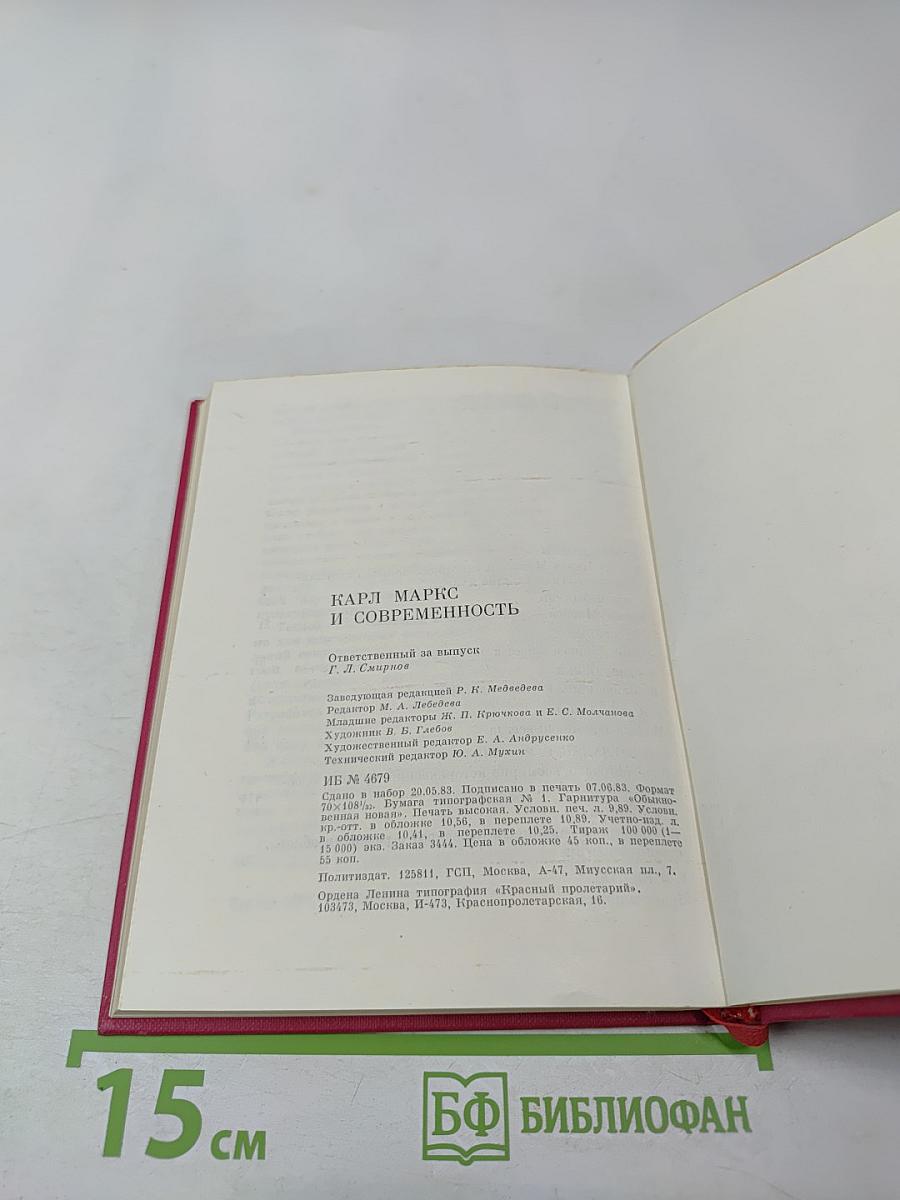 КАРЛ МАРКС
И СОВРЕМЕННОСТЬ
Ответственный за выпуск
Г. Л. Смирнов
Заведующая редакцией Р. К. Медведева
Редактор М. А. Лебедева
Младшие редакторы Ж. П. Крючкова и Е. С. Молчанова
Художник В. Б. Глебов
Художественный редактор Е. А. Андрусенко
Технический редактор Ю. А. Мухин
ИБ № 4679
Сдано в набор 20.05.83. Подписано в печать 07.06.83. Формат
70×108¹/₃₂. Бумага типографская № 1. Гарнитура «Обыкно-
венная новая». Печать высокая. Условн. печ. л. 9,89. Условн.
кр.-отт. в обложке 10,56, в переплете 10,89. Учетно-изд. л.
в обложке 10,41, в переплете 10,25. Тираж 100 000 (1—
15 000) экз. Заказ 3444. Цена в обложке 45 коп., в переплете
55 коп.
Политиздат. 125811, ГСП, Москва, А-47, Миусская пл., 7.
Ордена Ленина типография «Красный пролетарий».
103473, Москва, И-473, Краснопролетарская, 16.
15 см
БФ БИБЛИОФАН